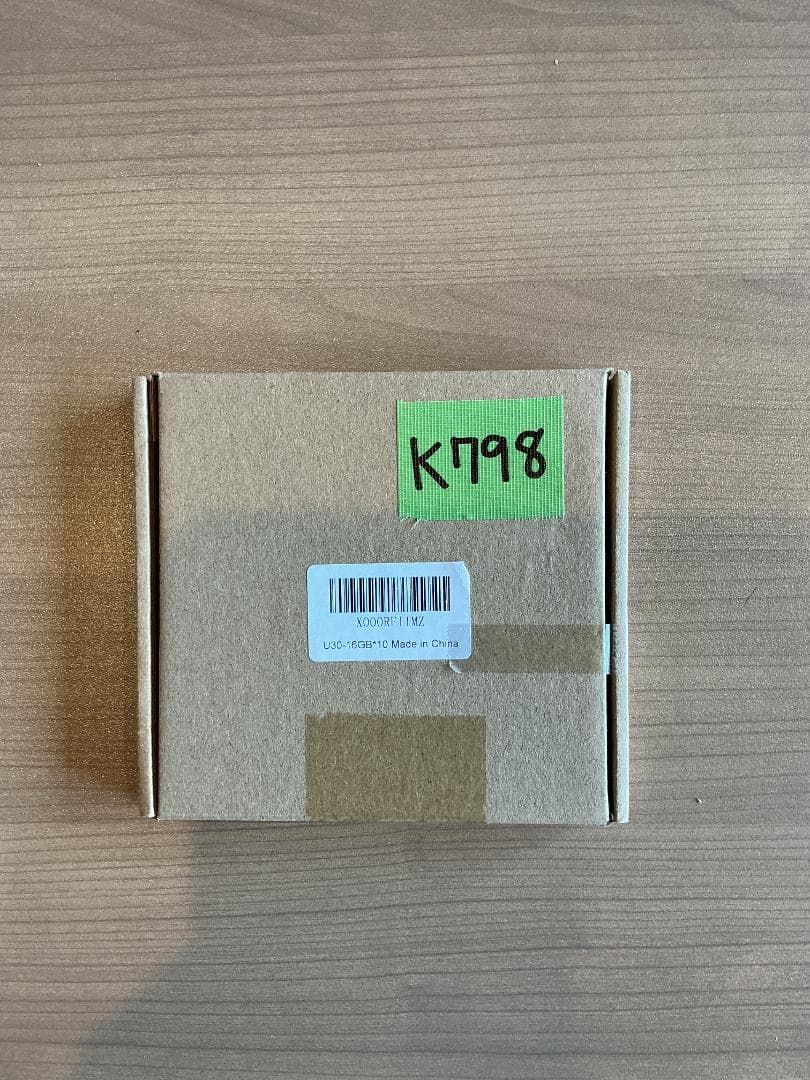 K798
X000RF11MZ
U30-16GB*10 Made in China